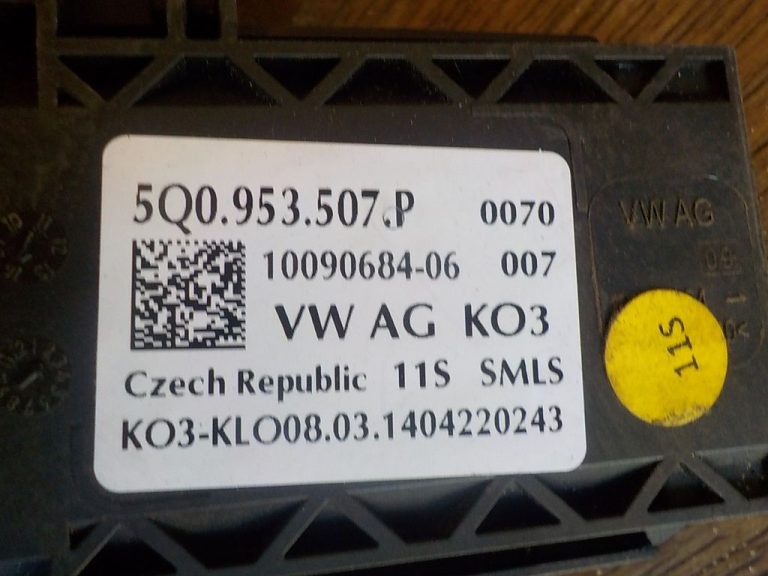 5Q0.953.507.P 0070
10090684-06 007
VW AG KO3
Czech Republic 11S SMLS
KO3-KLO08.03.1404220243
VW AG
11S